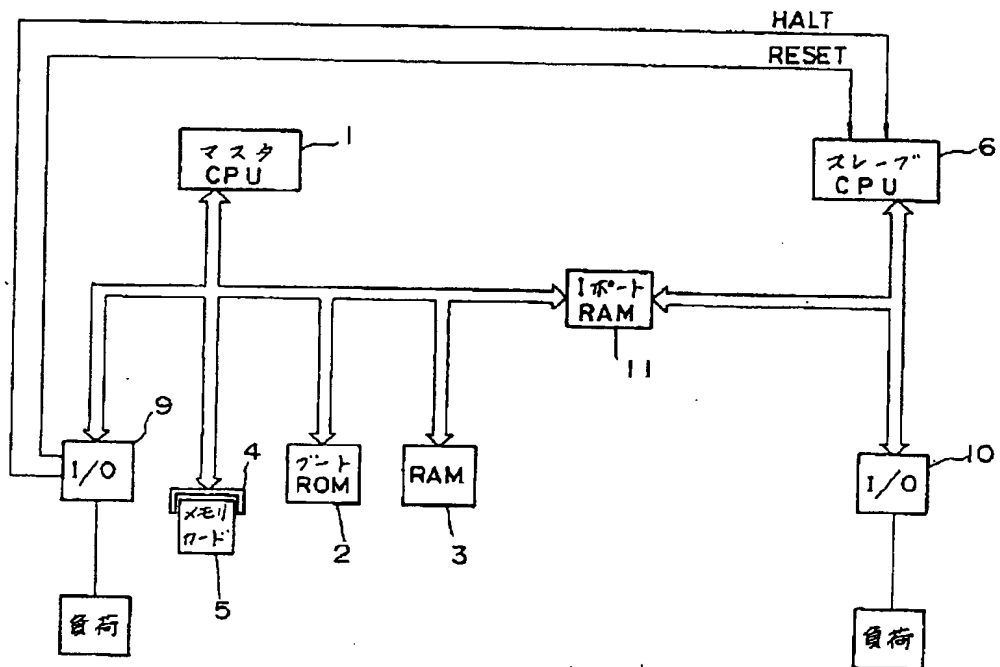 HALT
RESET
マスタ
CPU
1
スレーブ
CPU
6
Iポート
RAM
11
9
I/O
4
メモリ
カード
5
ブート
ROM
2
RAM
3
I/O
10
負荷
負荷